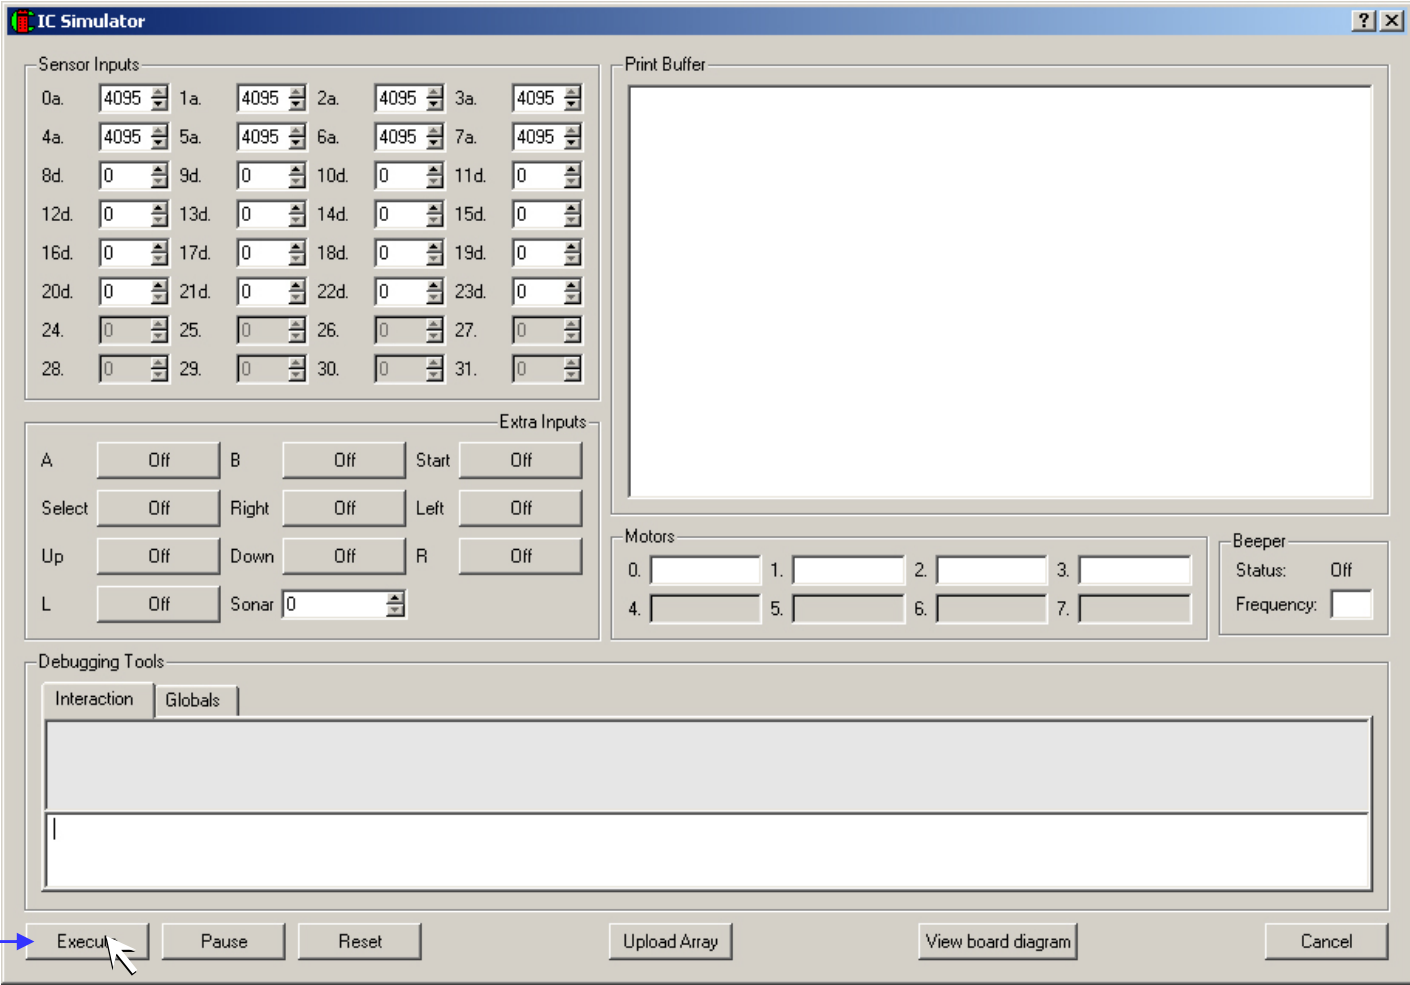 IC Simulator
Sensor Inputs
0a. 4095 1a. 4095 2a. 4095 3a. 4095
4a. 4095 5a. 4095 6a. 4095 7a. 4095
8d. 0 9d. 0 10d. 0 11d. 0
12d. 0 13d. 0 14d. 0 15d. 0
16d. 0 17d. 0 18d. 0 19d. 0
20d. 0 21d. 0 22d. 0 23d. 0
24. 0 25. 0 26. 0 27. 0
28. 0 29. 0 30. 0 31. 0
Extra Inputs
A Off B Off Start Off
Select Off Right Off Left Off
Up Off Down Off R Off
L Off Sonar 0
Print Buffer
Motors
0. 1. 2. 3.
4. 5. 6. 7.
Beeper
Status: Off
Frequency:
Debugging Tools
Interaction Globals
Execute Pause Reset Upload Array View board diagram Cancel